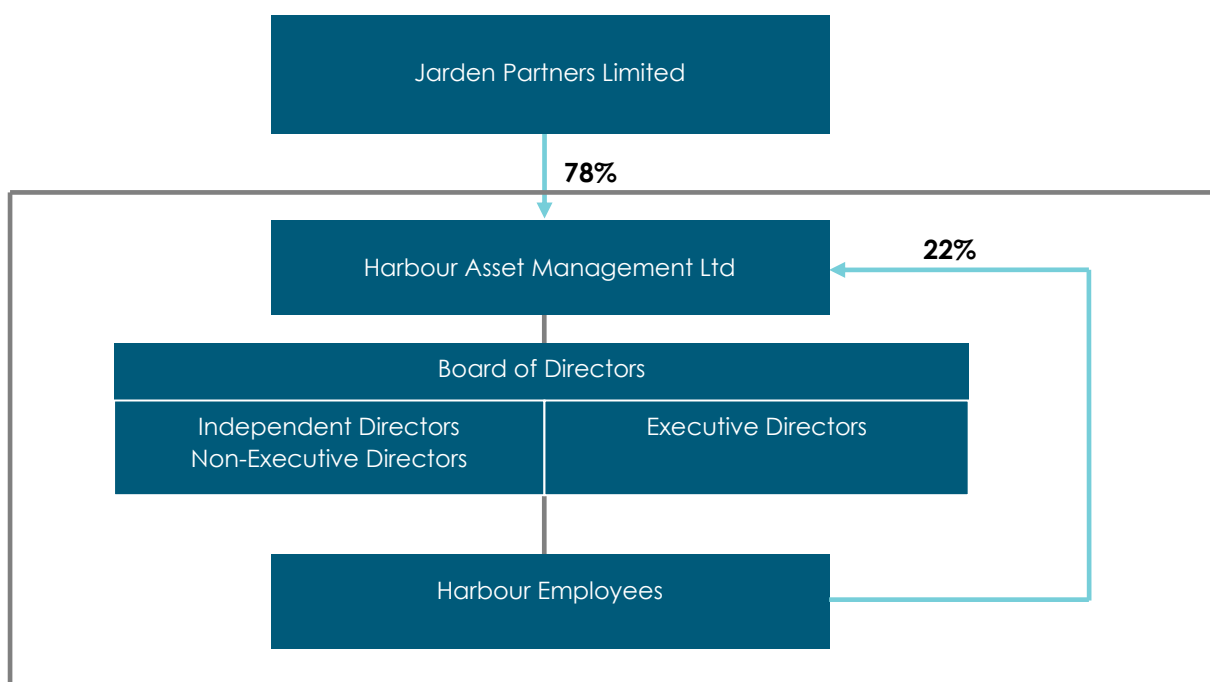 Jarden Partners Limited
78%
Harbour Asset Management Ltd
22%
Board of Directors
Independent Directors
Non-Executive Directors
Executive Directors
Harbour Employees